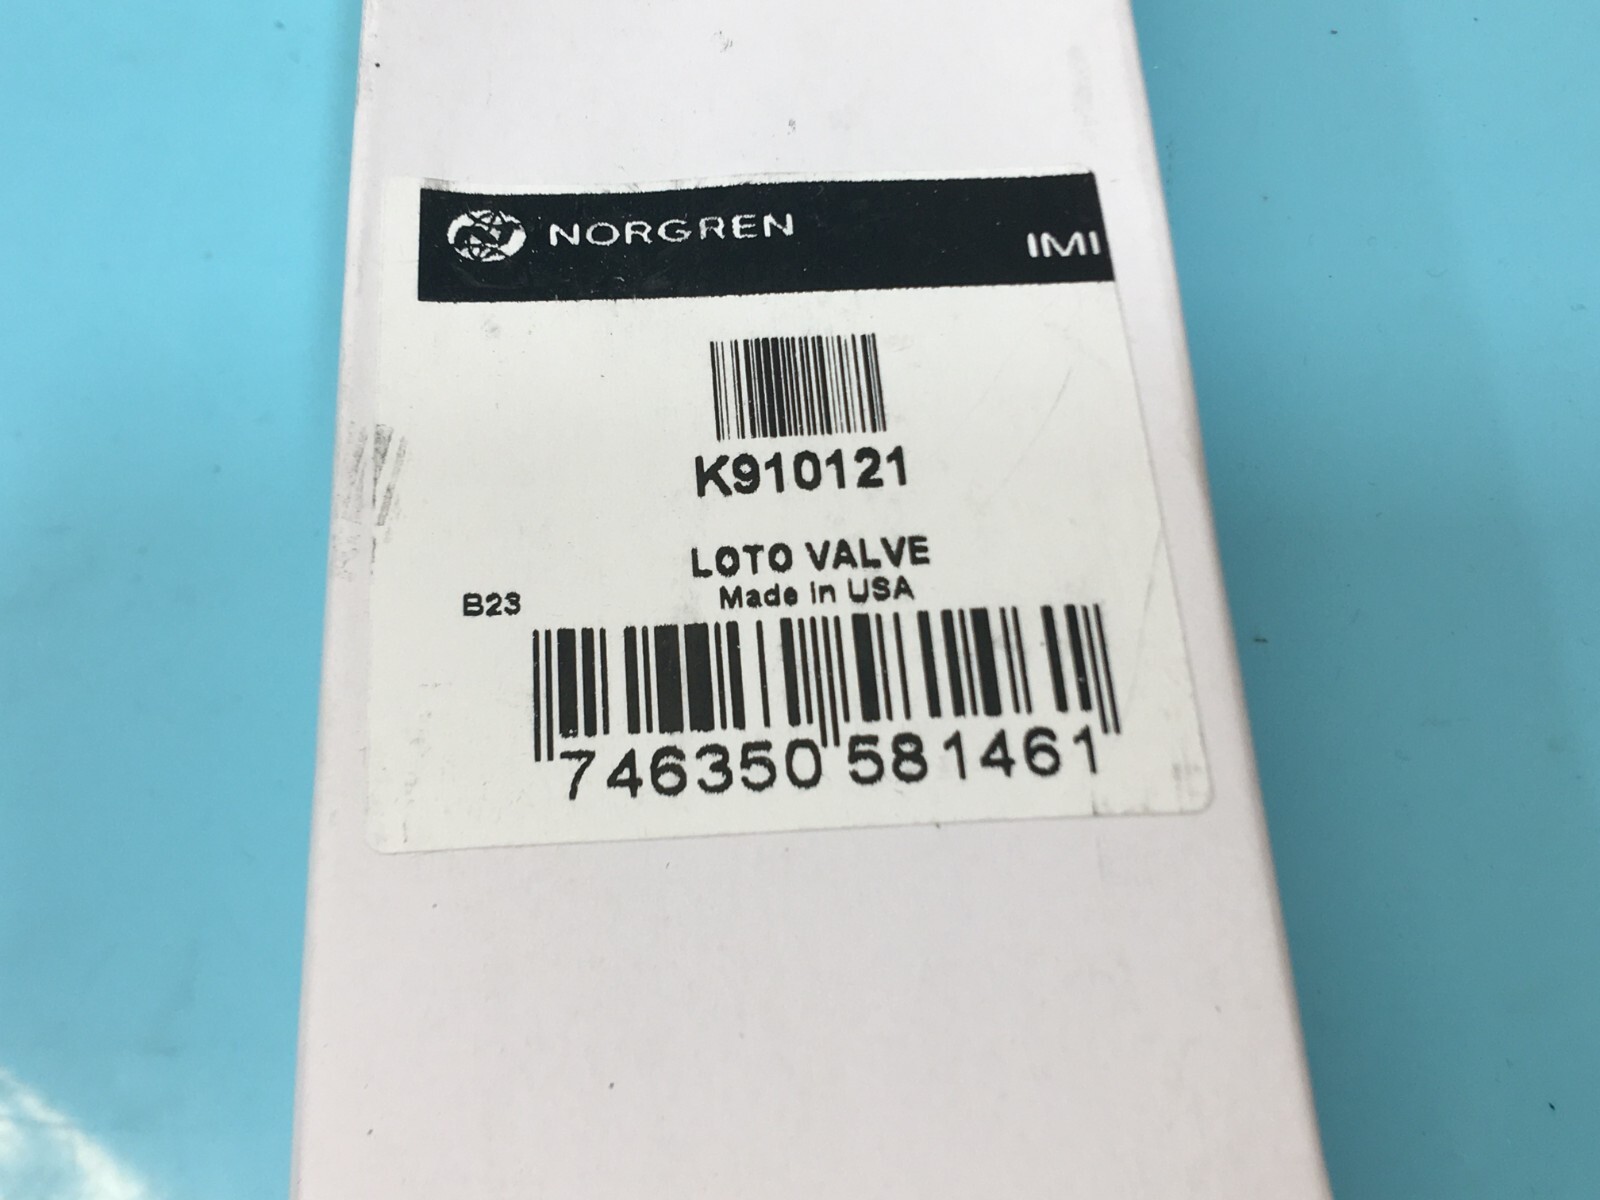 NORGREN
IMI
K910121
LOTO VALVE
Made in USA
B23
746350 581461